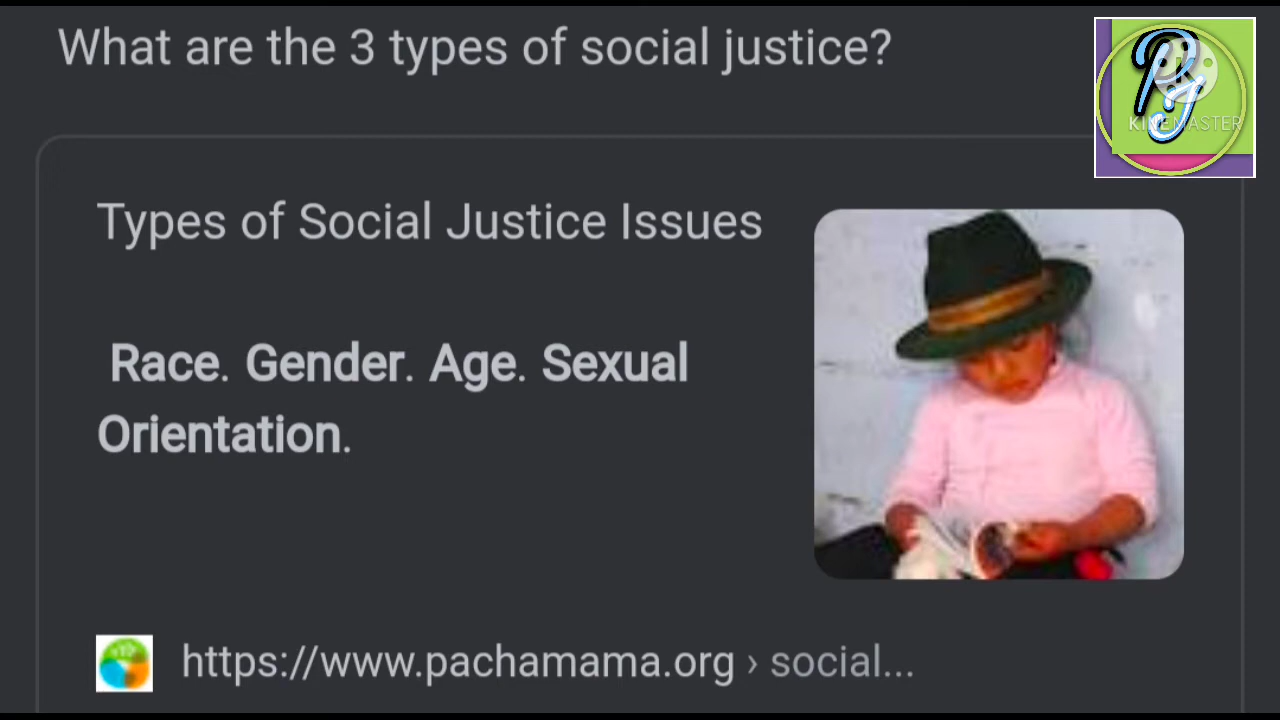 What are the 3 types of social justice?
PJ
KINEMASTER
Types of Social Justice Issues
Race. Gender. Age. Sexual
Orientation.
https://www.pachamama.org › social...